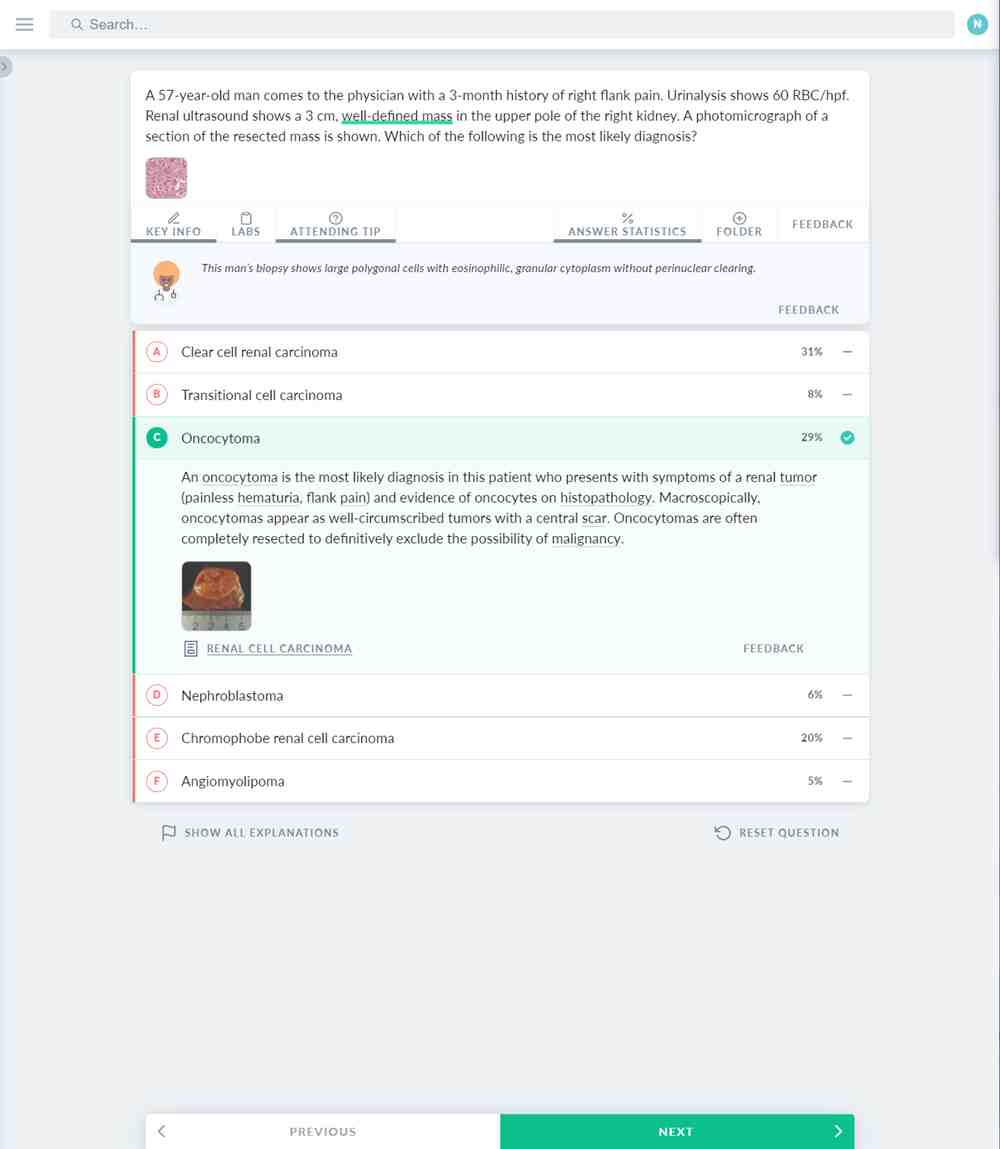 Search...
N
A 57-year-old man comes to the physician with a 3-month history of right flank pain. Urinalysis shows 60 RBC/hpf.
Renal ultrasound shows a 3 cm, well-defined mass in the upper pole of the right kidney. A photomicrograph of a
section of the resected mass is shown. Which of the following is the most likely diagnosis?
KEY INFO
LABS
ATTENDING TIP
ANSWER STATISTICS
FOLDER
FEEDBACK
This man's biopsy shows large polygonal cells with eosinophilic, granular cytoplasm without perinuclear clearing.
FEEDBACK
A Clear cell renal carcinoma 31%
B Transitional cell carcinoma 8%
C Oncocytoma 29%
An oncocytoma is the most likely diagnosis in this patient who presents with symptoms of a renal tumor
(painless hematuria, flank pain) and evidence of oncocytes on histopathology. Macroscopically,
oncocytomas appear as well-circumscribed tumors with a central scar. Oncocytomas are often
completely resected to definitively exclude the possibility of malignancy.
2 3 4 5
RENAL CELL CARCINOMA
FEEDBACK
D Nephroblastoma 6%
E Chromophobe renal cell carcinoma 20%
F Angiomyolipoma 5%
SHOW ALL EXPLANATIONS
RESET QUESTION
PREVIOUS
NEXT